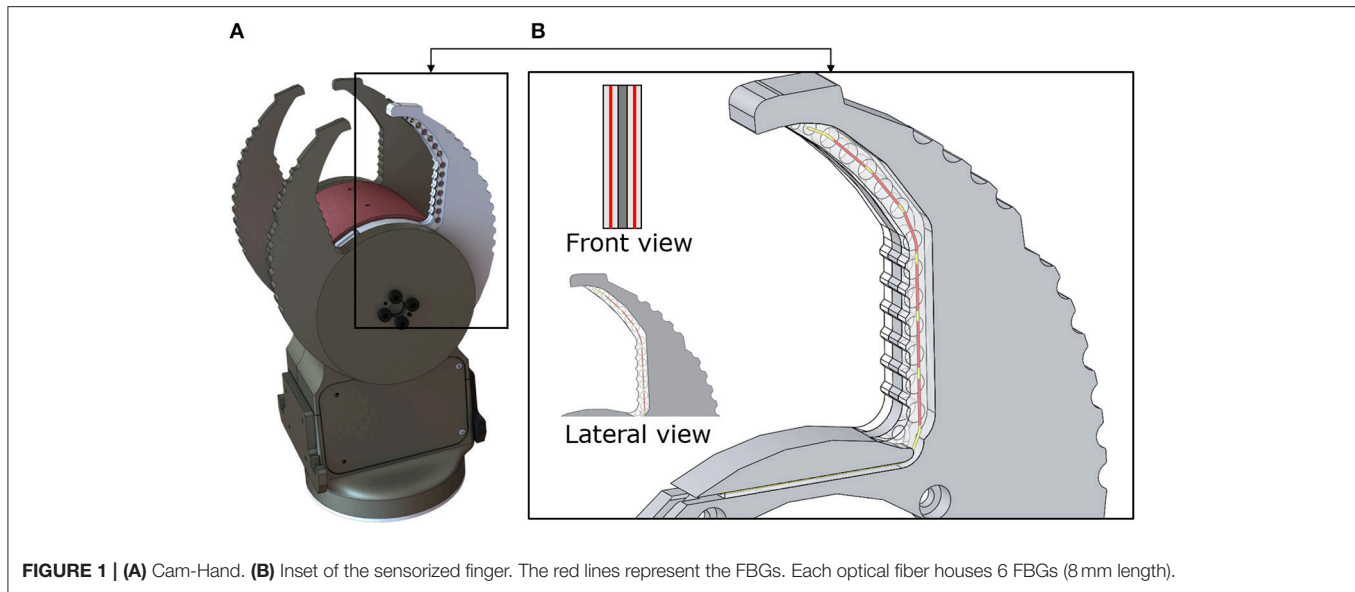 A
B
Front view
Lateral view
FIGURE 1 | (A) Cam-Hand. (B) Inset of the sensorized finger. The red lines represent the FBGs. Each optical fiber houses 6 FBGs (8 mm length).